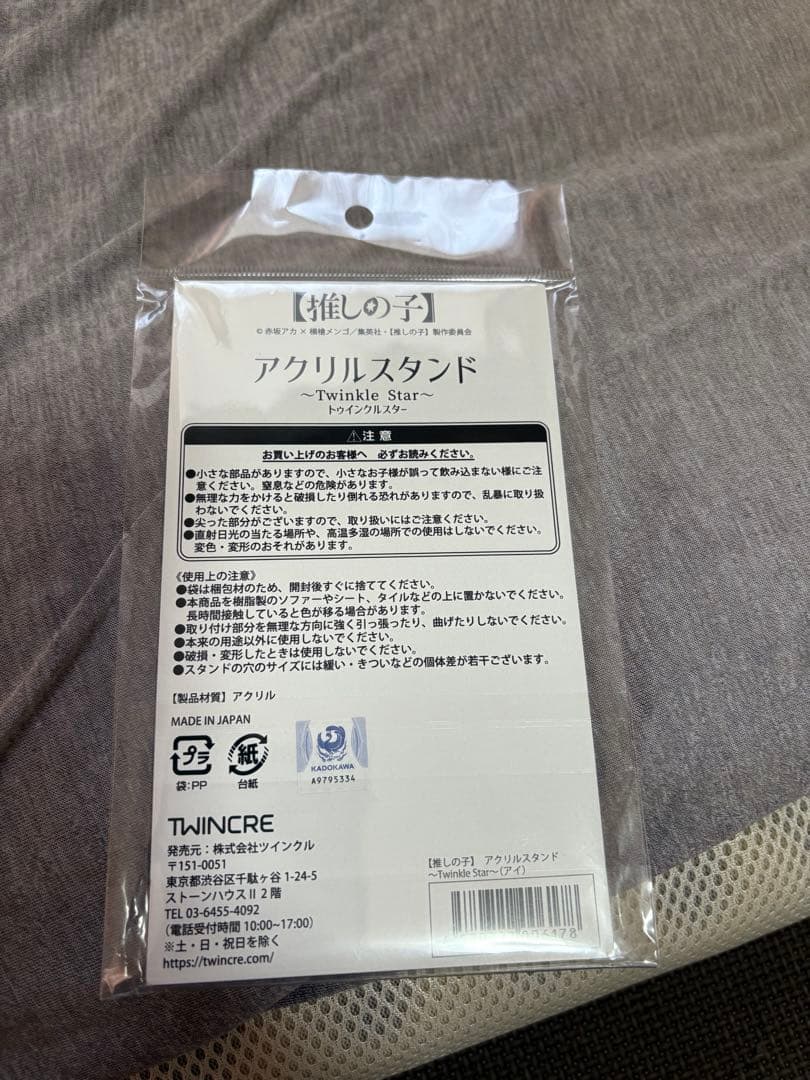 【推しの子】
© 赤坂アカ × 横槍メンゴ／集英社・【推しの子】製作委員会
アクリルスタンド
～Twinkle Star～
トゥインクルスター
⚠注意
お買い上げのお客様へ　必ずお読みください。
●小さな部品がありますので、小さなお子様が誤って飲み込まない様にご注
意ください。窒息などの危険があります。
●無理な力をかけると破損したり倒れる恐れがありますので、乱暴に取り扱
わないでください。
●尖った部分がございますので、取り扱いにはご注意ください。
●直射日光の当たる場所や、高温多湿の場所での使用はしないでください。
変色・変形のおそれがあります。
《使用上の注意》
●袋は梱包材のため、開封後すぐに捨ててください。
●本商品を樹脂製のソファーやシート、タイルなどの上に置かないでください。
長時間接触していると色が移る場合があります。
●取り付け部分を無理な方向に強く引っ張ったり、曲げたりしないでください。
●本来の用途以外に使用しないでください。
●破損・変形したときは使用しないでください。
●スタンドの穴のサイズには緩い・きついなどの個体差が若干ございます。
【製品材質】アクリル
MADE IN JAPAN
プラ
袋:PP
紙
台紙
KADOKAWA
A9795334
TWINCRE
発売元：株式会社ツインクル
〒151-0051
東京都渋谷区千駄ヶ谷 1-24-5
ストーンハウスⅡ 2 階
TEL 03-6455-4092
（電話受付時間 10:00~17:00）
※土・日・祝日を除く
https://twincre.com/
【推しの子】 アクリルスタンド
～Twinkle Star～（アイ）